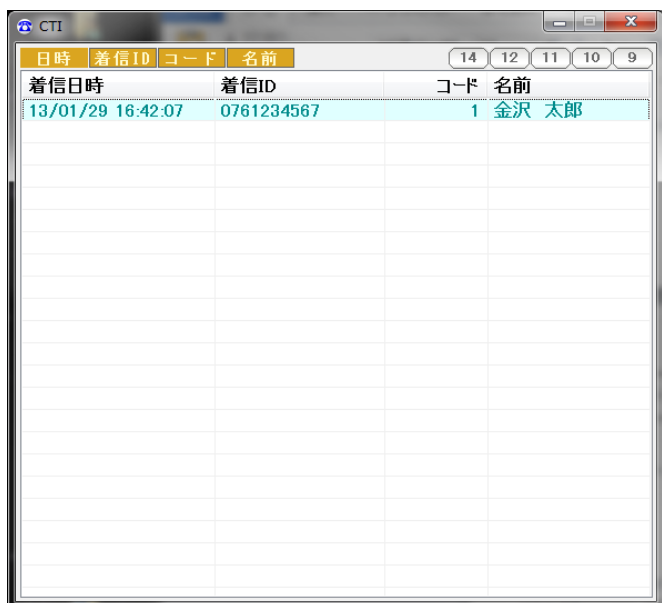 CTI
日時 着信ID コード 名前 14 12 11 10 9
着信日時 着信ID コード 名前
13/01/29 16:42:07 0761234567 1 金沢 太郎